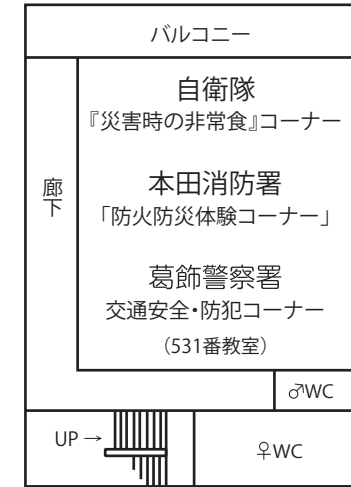 バルコニー
自衛隊
『災害時の非常食』コーナー
廊下
本田消防署
「防火防災体験コーナー」
葛飾警察署
交通安全・防犯コーナー
（531番教室）
♂WC
UP →
♀WC